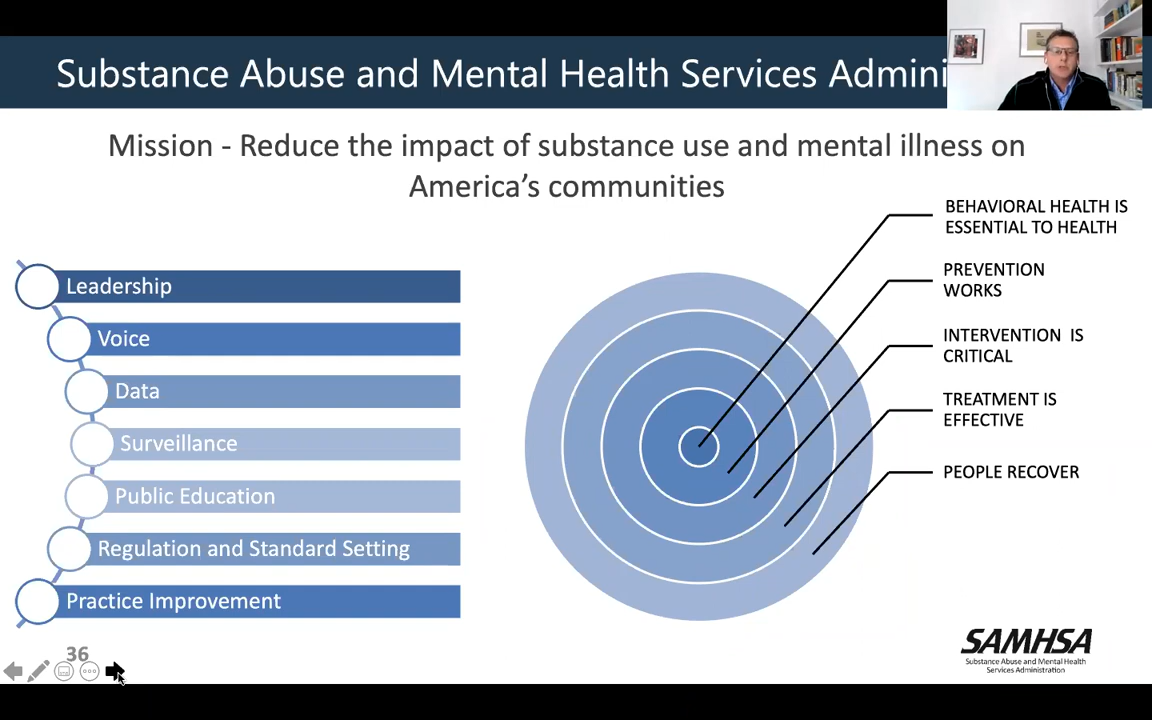 Substance Abuse and Mental Health Services Admini
Mission - Reduce the impact of substance use and mental illness on
America's communities
Leadership
Voice
Data
Surveillance
Public Education
Regulation and Standard Setting
Practice Improvement
BEHAVIORAL HEALTH IS
ESSENTIAL TO HEALTH
PREVENTION
WORKS
INTERVENTION IS
CRITICAL
TREATMENT IS
EFFECTIVE
PEOPLE RECOVER
36
SAMHSA
Substance Abuse and Mental Health
Services Administration